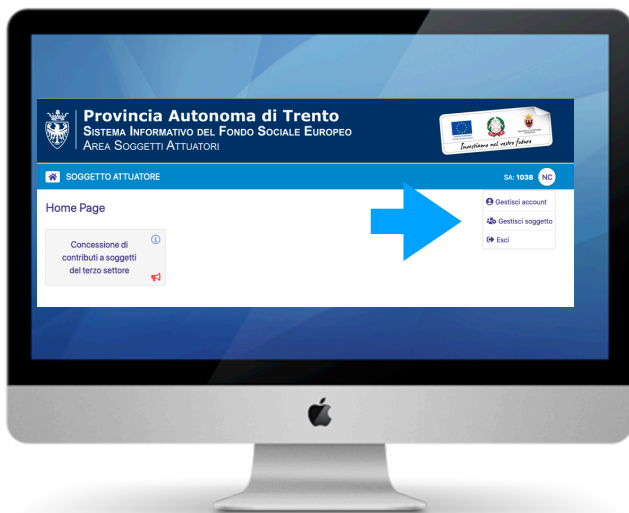 Provincia Autonoma di Trento
Sistema Informativo del Fondo Sociale Europeo
Area Soggetti Attuatori
Investiamo nel vostro futuro
SOGGETTO ATTUATORE
SA: 1038 NC
Home Page
Gestisci account
Gestisci soggetto
Esci
Concessione di
contributi a soggetti
del terzo settore